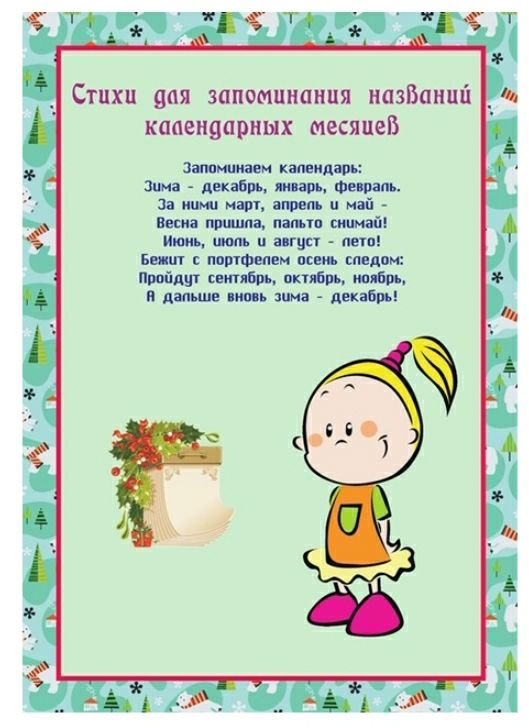 Стихи для запоминания названий
календарных месяцев
Запоминаем календарь:
Зима - декабрь, январь, февраль.
За ними март, апрель и май -
Весна пришла, пальто снимай!
Июнь, июль и август - лето!
Бежит с портфелем осень следом:
Пройдут сентябрь, октябрь, ноябрь,
А дальше вновь зима - декабрь!